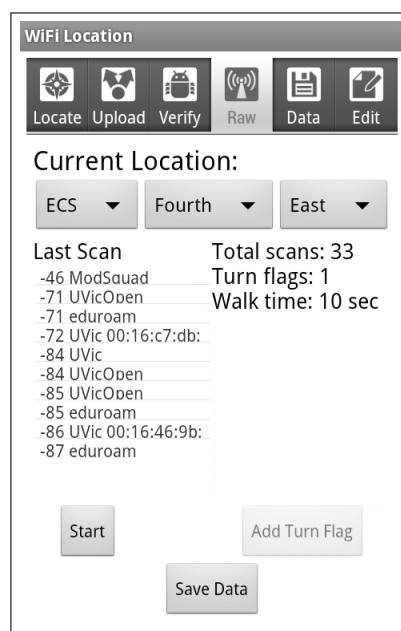 WiFi Location
Locate Upload Verify Raw Data Edit
Current Location:
ECS Fourth East
Last Scan
-46 ModSquad
-71 UVicOpen
-71 eduroam
-72 UVic 00:16:c7:db:
-84 UVic
-84 UVicOpen
-85 UVicOpen
-85 eduroam
-86 UVic 00:16:46:9b:
-87 eduroam
Total scans: 33
Turn flags: 1
Walk time: 10 sec
Start
Add Turn Flag
Save Data